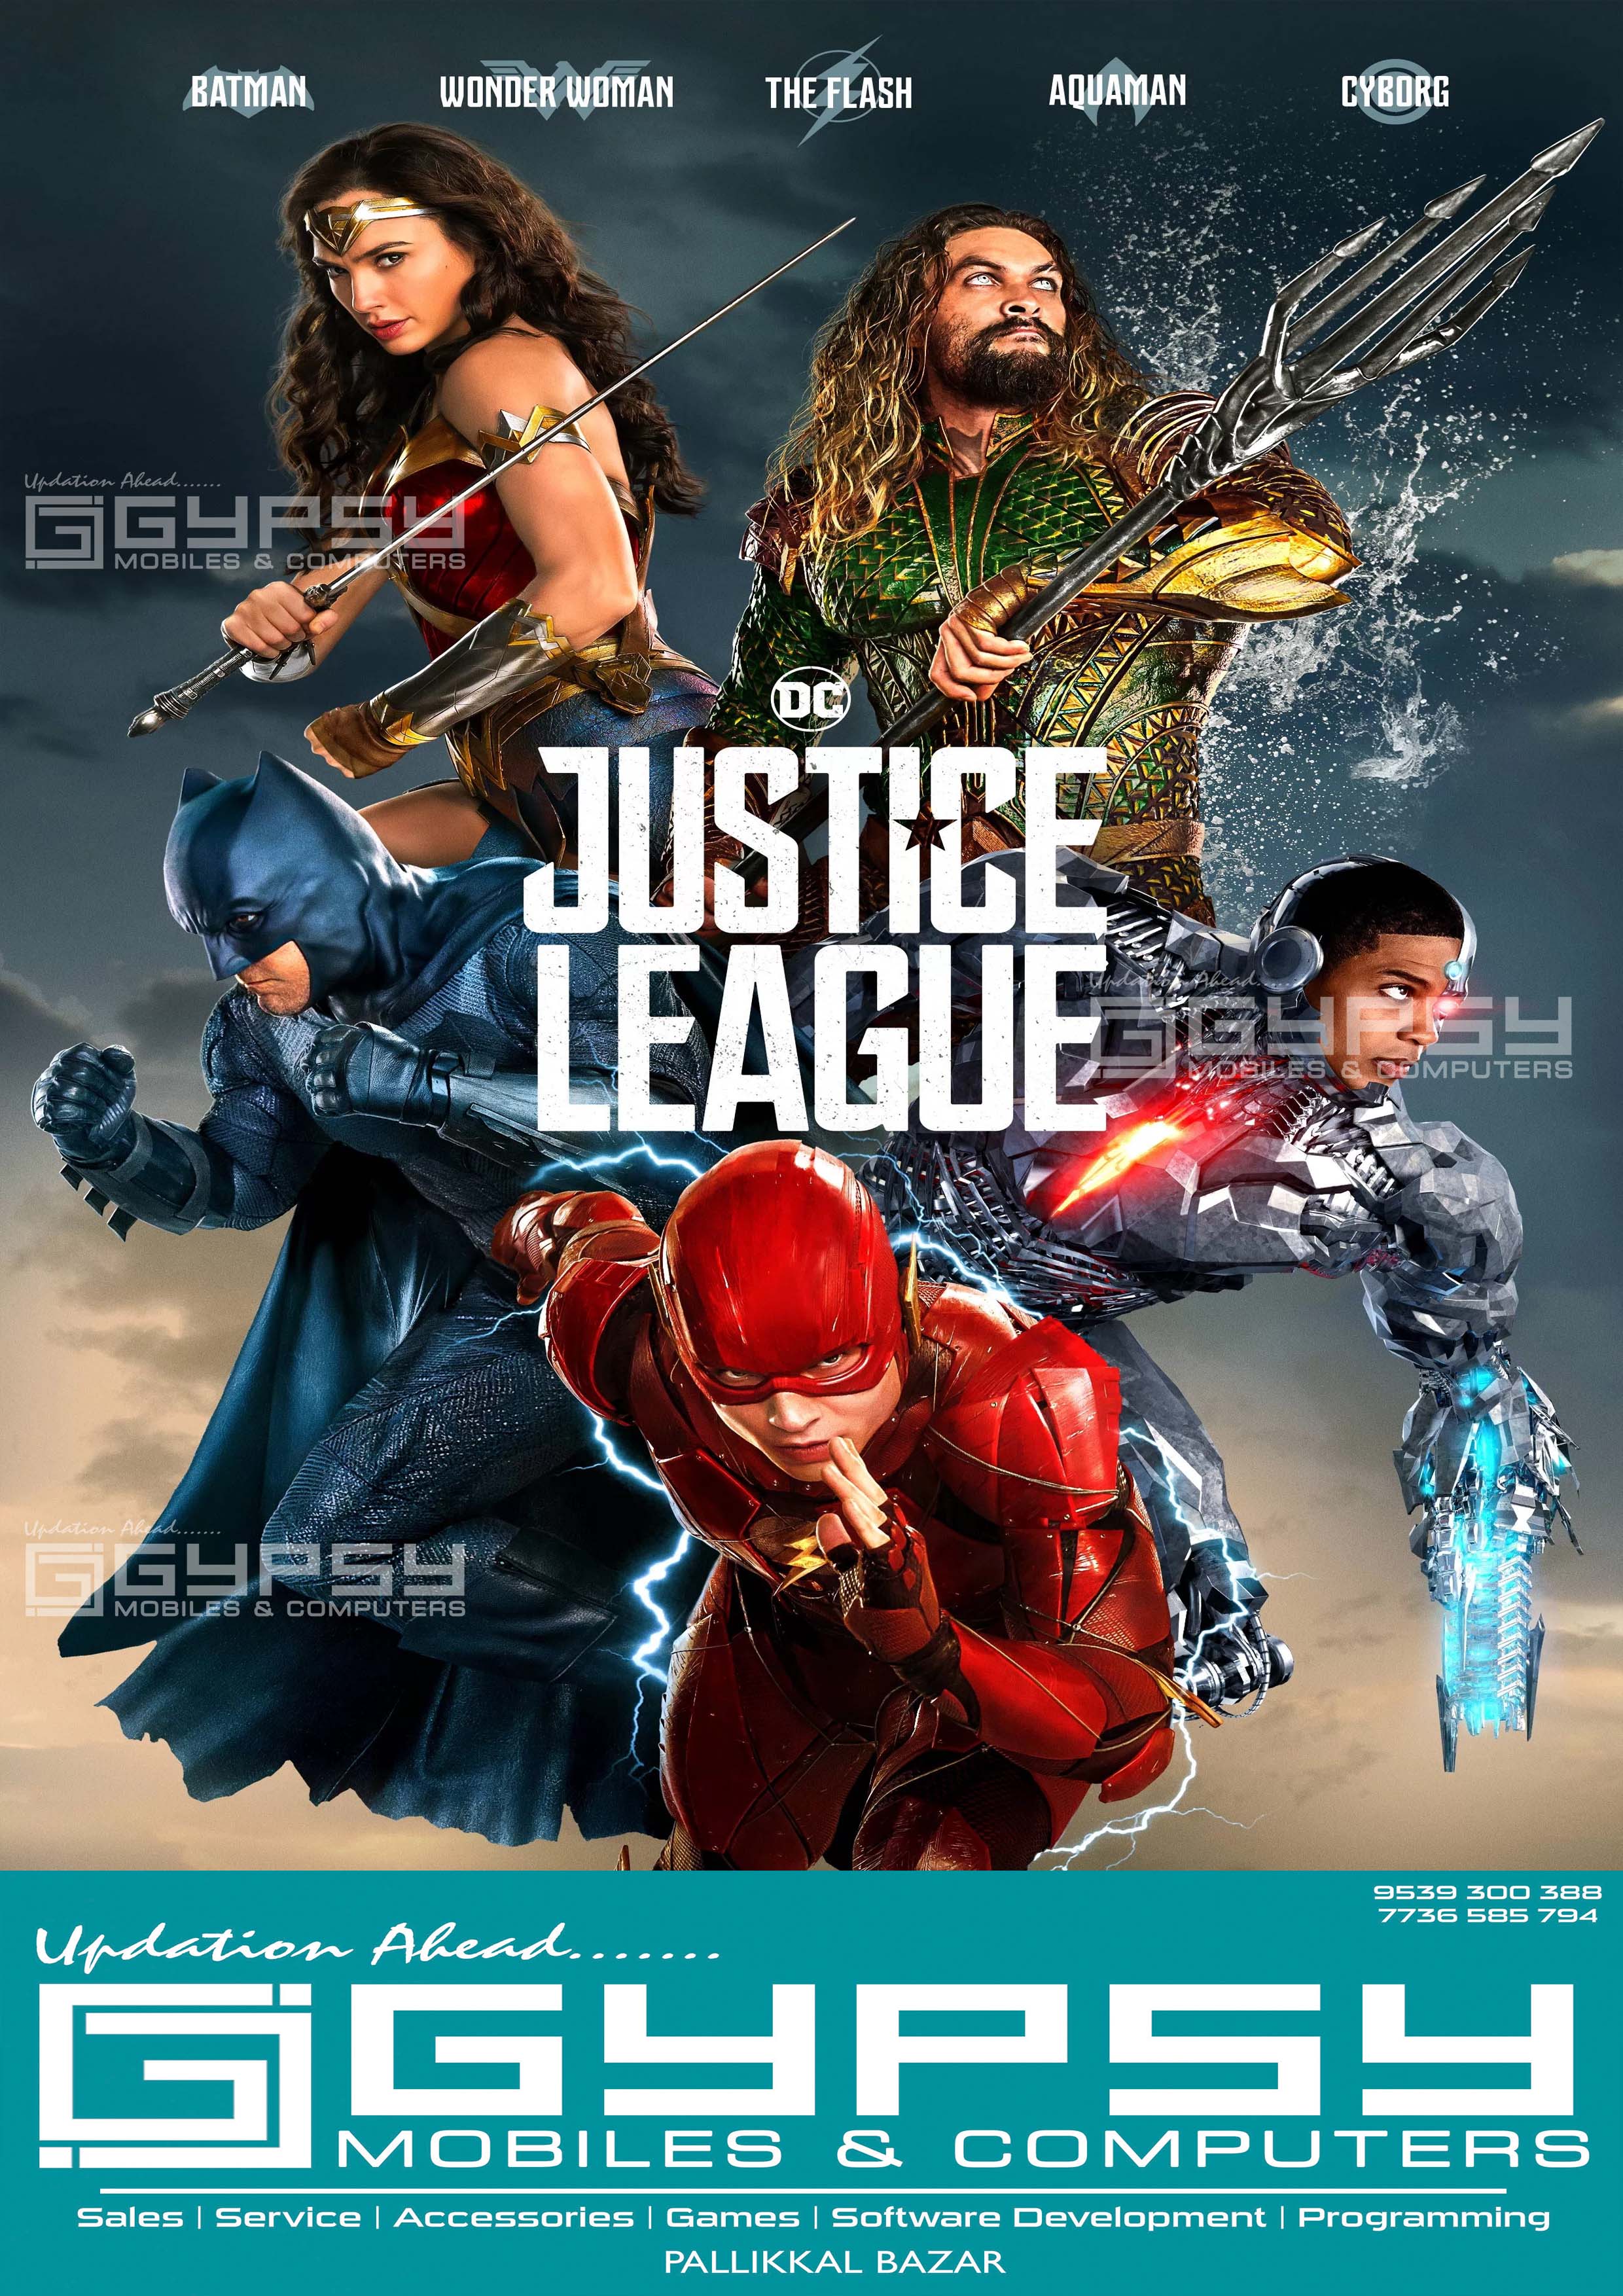 BATMAN
WONDER WOMAN
THE FLASH
AQUAMAN
CYBORG
Updation Ahead.......
GYPSY
MOBILES & COMPUTERS
DC
JUSTICE
LEAGUE
Updation Ahead.
GYPSY
MOBILES & COMPUTERS
Updation Ahead.......
GYPSY
MOBILES & COMPUTERS
9539 300 388
7736 585 794
Updation Ahead.......
GYPSY
MOBILES & COMPUTERS
Sales | Service | Accessories | Games | Software Development | Programming
PALLIKKAL BAZAR